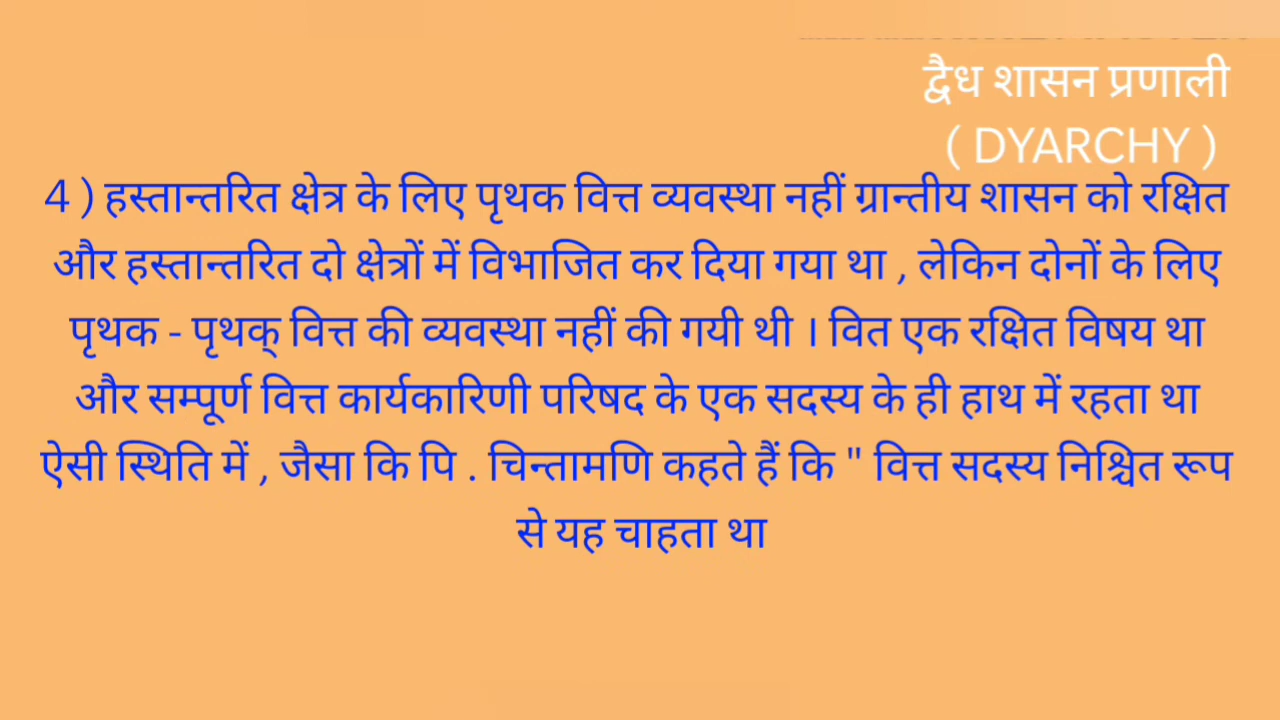 द्वैध शासन प्रणाली
( DYARCHY )
4 ) हस्तान्तरित क्षेत्र के लिए पृथक वित्त व्यवस्था नहीं ग्रान्तीय शासन को रक्षित
और हस्तान्तरित दो क्षेत्रों में विभाजित कर दिया गया था , लेकिन दोनों के लिए
पृथक - पृथक् वित्त की व्यवस्था नहीं की गयी थी । वित एक रक्षित विषय था
और सम्पूर्ण वित्त कार्यकारिणी परिषद के एक सदस्य के ही हाथ में रहता था
ऐसी स्थिति में , जैसा कि पि . चिन्तामणि कहते हैं कि " वित्त सदस्य निश्चित रूप
से यह चाहता था